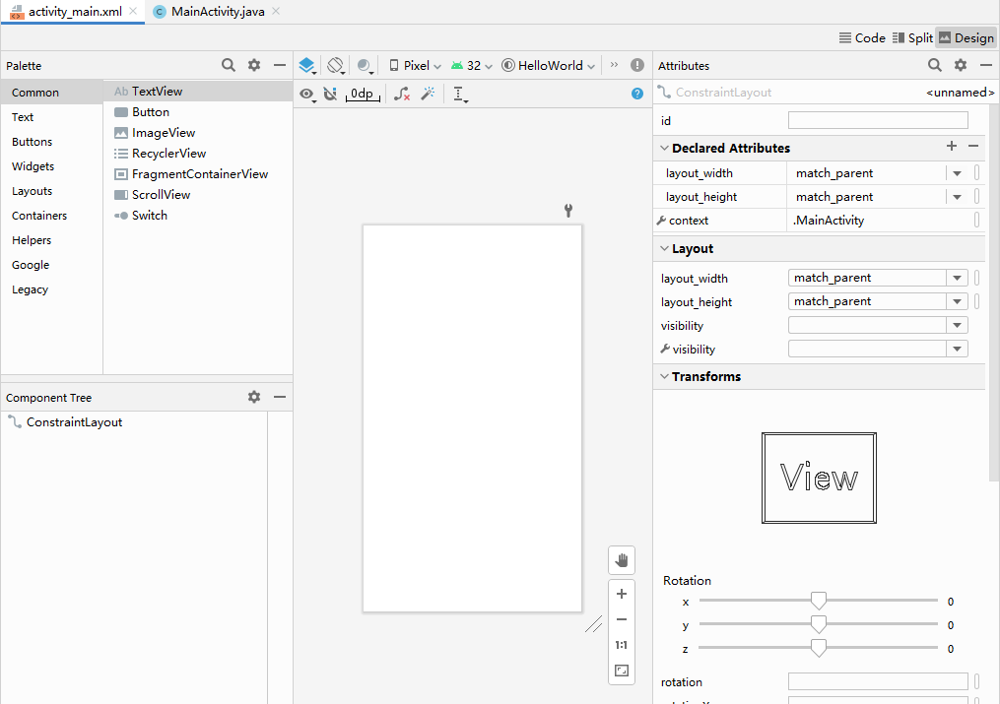 activity_main.xml
MainActivity.java
Code
Split
Design
Palette
Common
Text
Buttons
Widgets
Layouts
Containers
Helpers
Google
Legacy
Ab TextView
Button
ImageView
RecyclerView
FragmentContainerView
ScrollView
Switch
Component Tree
ConstraintLayout
Pixel
32
HelloWorld
0dp
1:1
Attributes
ConstraintLayout
<unnamed>
id
Declared Attributes
layout_width match_parent
layout_height match_parent
context .MainActivity
Layout
layout_width match_parent
layout_height match_parent
visibility
visibility
Transforms
View
Rotation
x 0
y 0
z 0
rotation